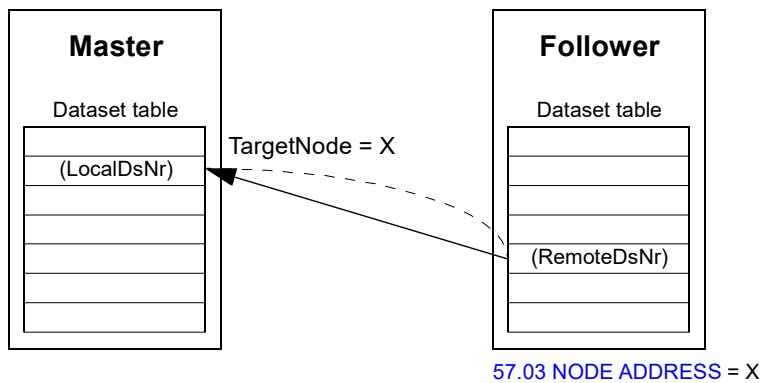 Master
Follower
Dataset table
Dataset table
TargetNode = X
(LocalDsNr)
(RemoteDsNr)
57.03 NODE ADDRESS = X